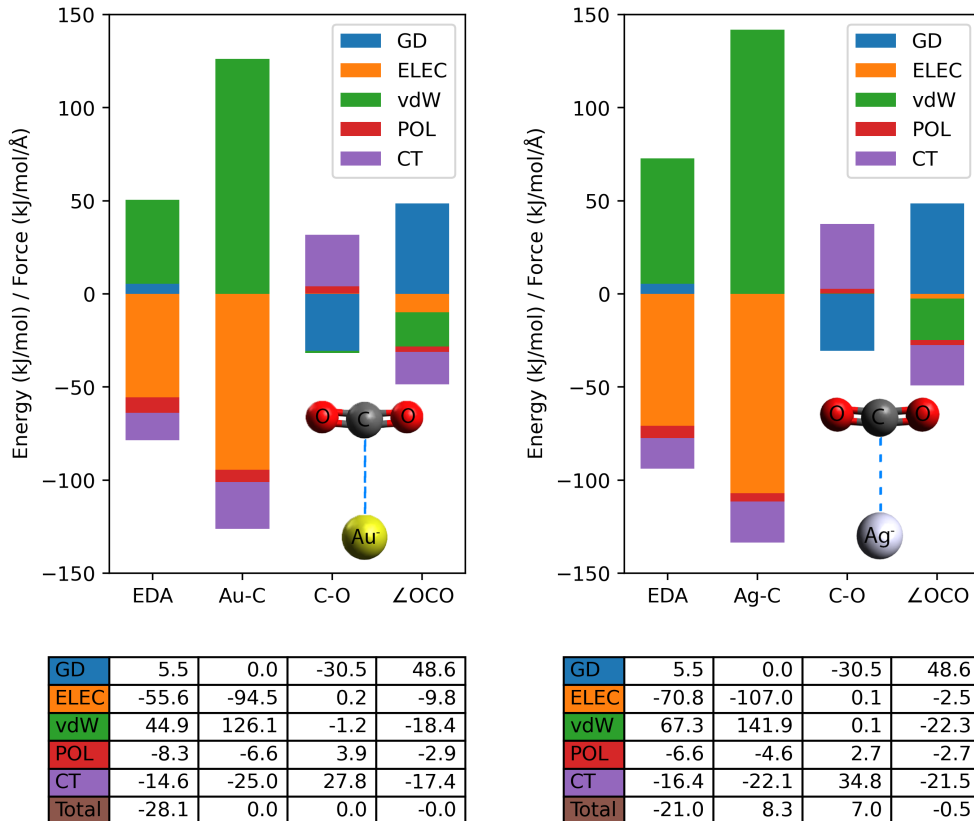 Energy (kJ/mol) / Force (kJ/mol/Å)
150
100
50
0
−50
−100
−150
GD
ELEC
vdW
POL
CT
O C O
Au-
EDA Au-C C-O ∠OCO
Energy (kJ/mol) / Force (kJ/mol/Å)
150
100
50
0
−50
−100
−150
GD
ELEC
vdW
POL
CT
O C O
Ag-
EDA Ag-C C-O ∠OCO
GD 5.5 0.0 -30.5 48.6
ELEC -55.6 -94.5 0.2 -9.8
vdW 44.9 126.1 -1.2 -18.4
POL -8.3 -6.6 3.9 -2.9
CT -14.6 -25.0 27.8 -17.4
Total -28.1 0.0 0.0 -0.0
GD 5.5 0.0 -30.5 48.6
ELEC -70.8 -107.0 0.1 -2.5
vdW 67.3 141.9 0.1 -22.3
POL -6.6 -4.6 2.7 -2.7
CT -16.4 -22.1 34.8 -21.5
Total -21.0 8.3 7.0 -0.5